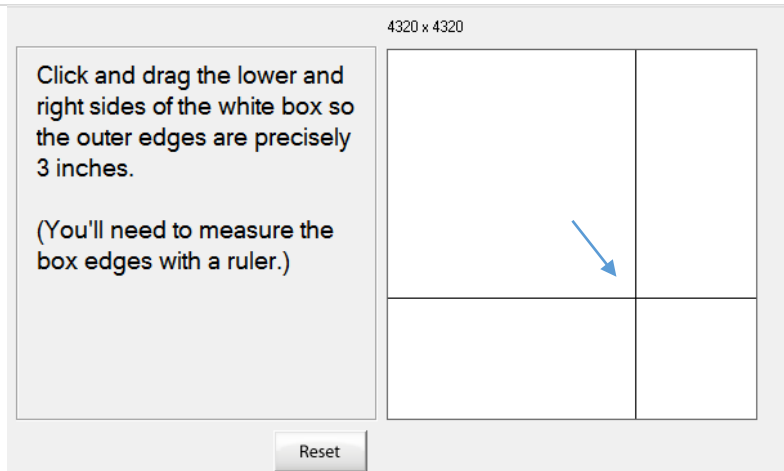 4320 x 4320
Click and drag the lower and
right sides of the white box so
the outer edges are precisely
3 inches.
(You'll need to measure the
box edges with a ruler.)
Reset